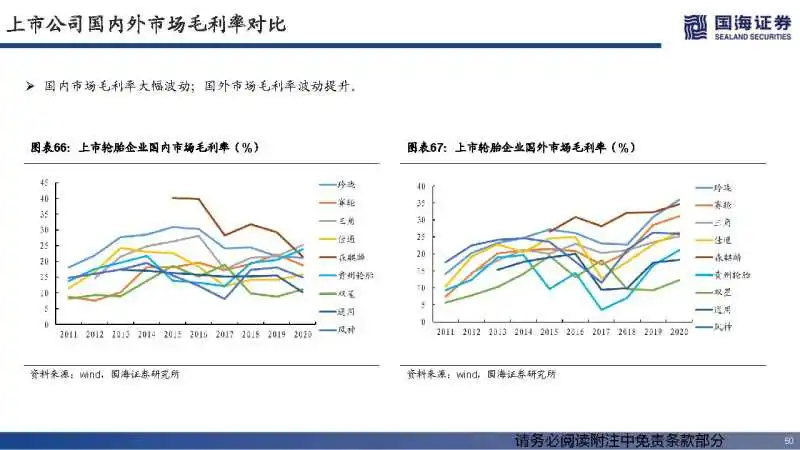 上市公司国内外市场毛利率对比
国海证券
SEALAND SECURITIES
➢ 国内市场毛利率大幅波动；国外市场毛利率波动提升。
图表66：上市轮胎企业国内市场毛利率（%）
45
40
35
30
25
20
15
10
5
0
2011 2012 2013 2014 2015 2016 2017 2018 2019 2020
玲珑
赛轮
三角
佳通
森麒麟
贵州轮胎
双星
通用
风神
资料来源：wind，国海证券研究所
图表67：上市轮胎企业国外市场毛利率（%）
40
35
30
25
20
15
10
5
0
2011 2012 2013 2014 2015 2016 2017 2018 2019 2020
玲珑
赛轮
三角
佳通
森麒麟
贵州轮胎
双星
通用
风神
资料来源：wind，国海证券研究所
请务必阅读附注中免责条款部分
50